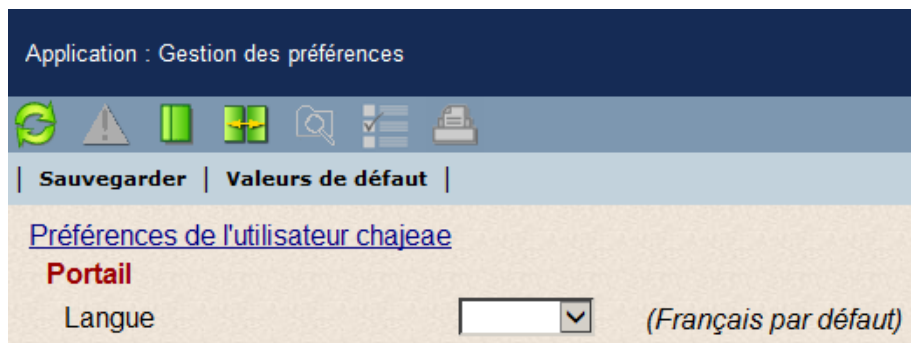 Application : Gestion des préférences
| Sauvegarder | Valeurs de défaut |
Préférences de l'utilisateur chajeae
Portail
Langue (Français par défaut)